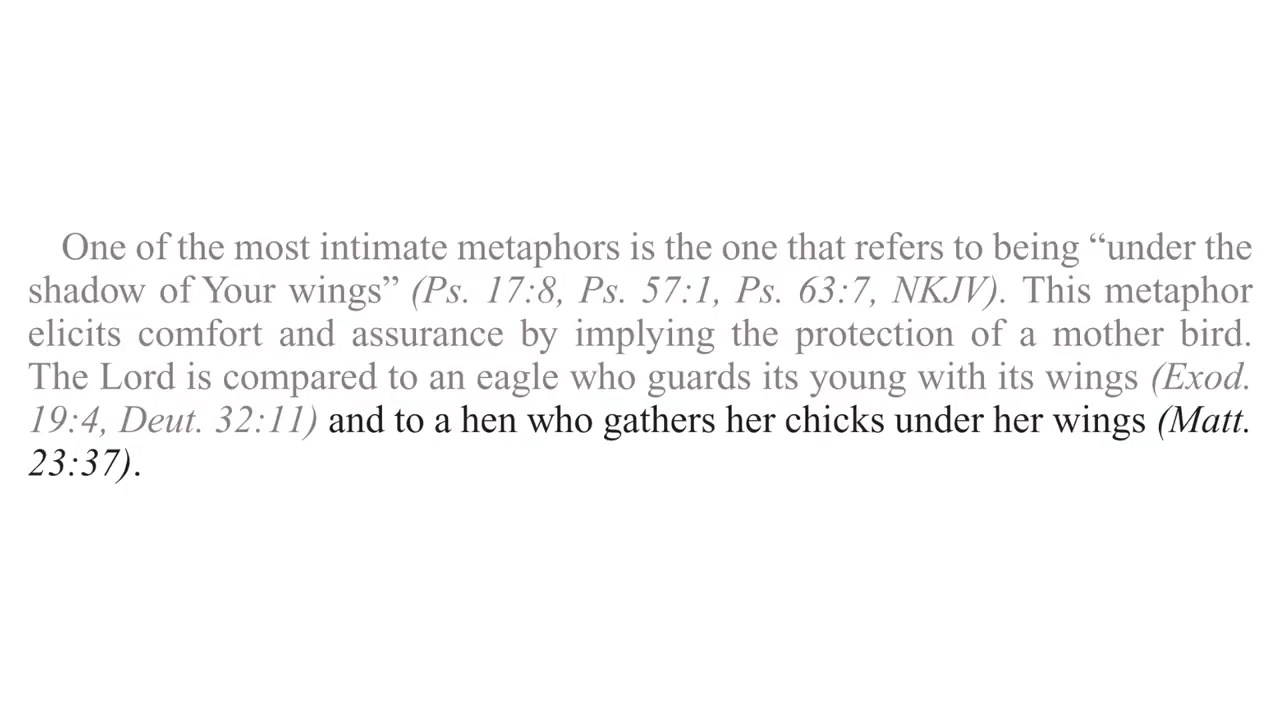 One of the most intimate metaphors is the one that refers to being “under the
shadow of Your wings” (Ps. 17:8, Ps. 57:1, Ps. 63:7, NKJV). This metaphor
elicits comfort and assurance by implying the protection of a mother bird.
The Lord is compared to an eagle who guards its young with its wings (Exod.
19:4, Deut. 32:11) and to a hen who gathers her chicks under her wings (Matt.
23:37).